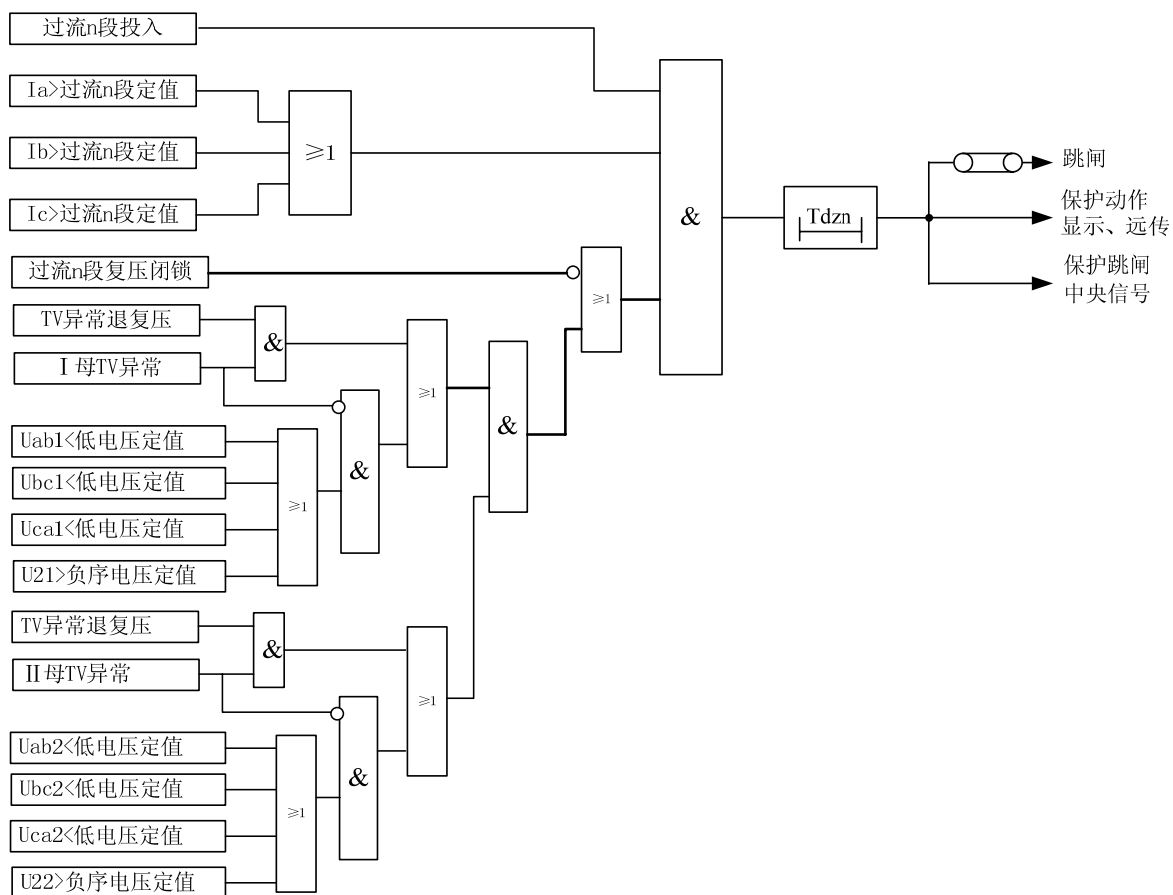 过流n段投入
Ia>过流n段定值
Ib>过流n段定值
Ic>过流n段定值
≥1
&
Tdzn
跳闸
保护动作
显示、远传
保护跳闸
中央信号
过流n段复压闭锁
≥1
TV异常退复压
&
Ⅰ母TV异常
≥1
&
Uab1<低电压定值
Ubc1<低电压定值
Uca1<低电压定值
U21>负序电压定值
≥1
&
TV异常退复压
&
Ⅱ母TV异常
≥1
Uab2<低电压定值
Ubc2<低电压定值
Uca2<低电压定值
U22>负序电压定值
≥1
&